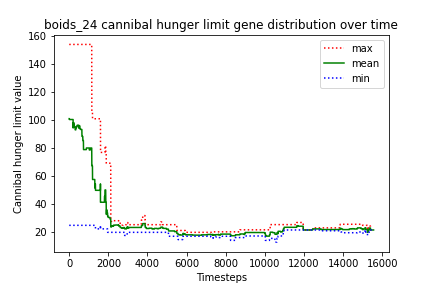 boids_24 cannibal hunger limit gene distribution over time
160
140
120
100
80
60
40
20
Cannibal hunger limit value
max
mean
min
0 2000 4000 6000 8000 10000 12000 14000 16000
Timesteps